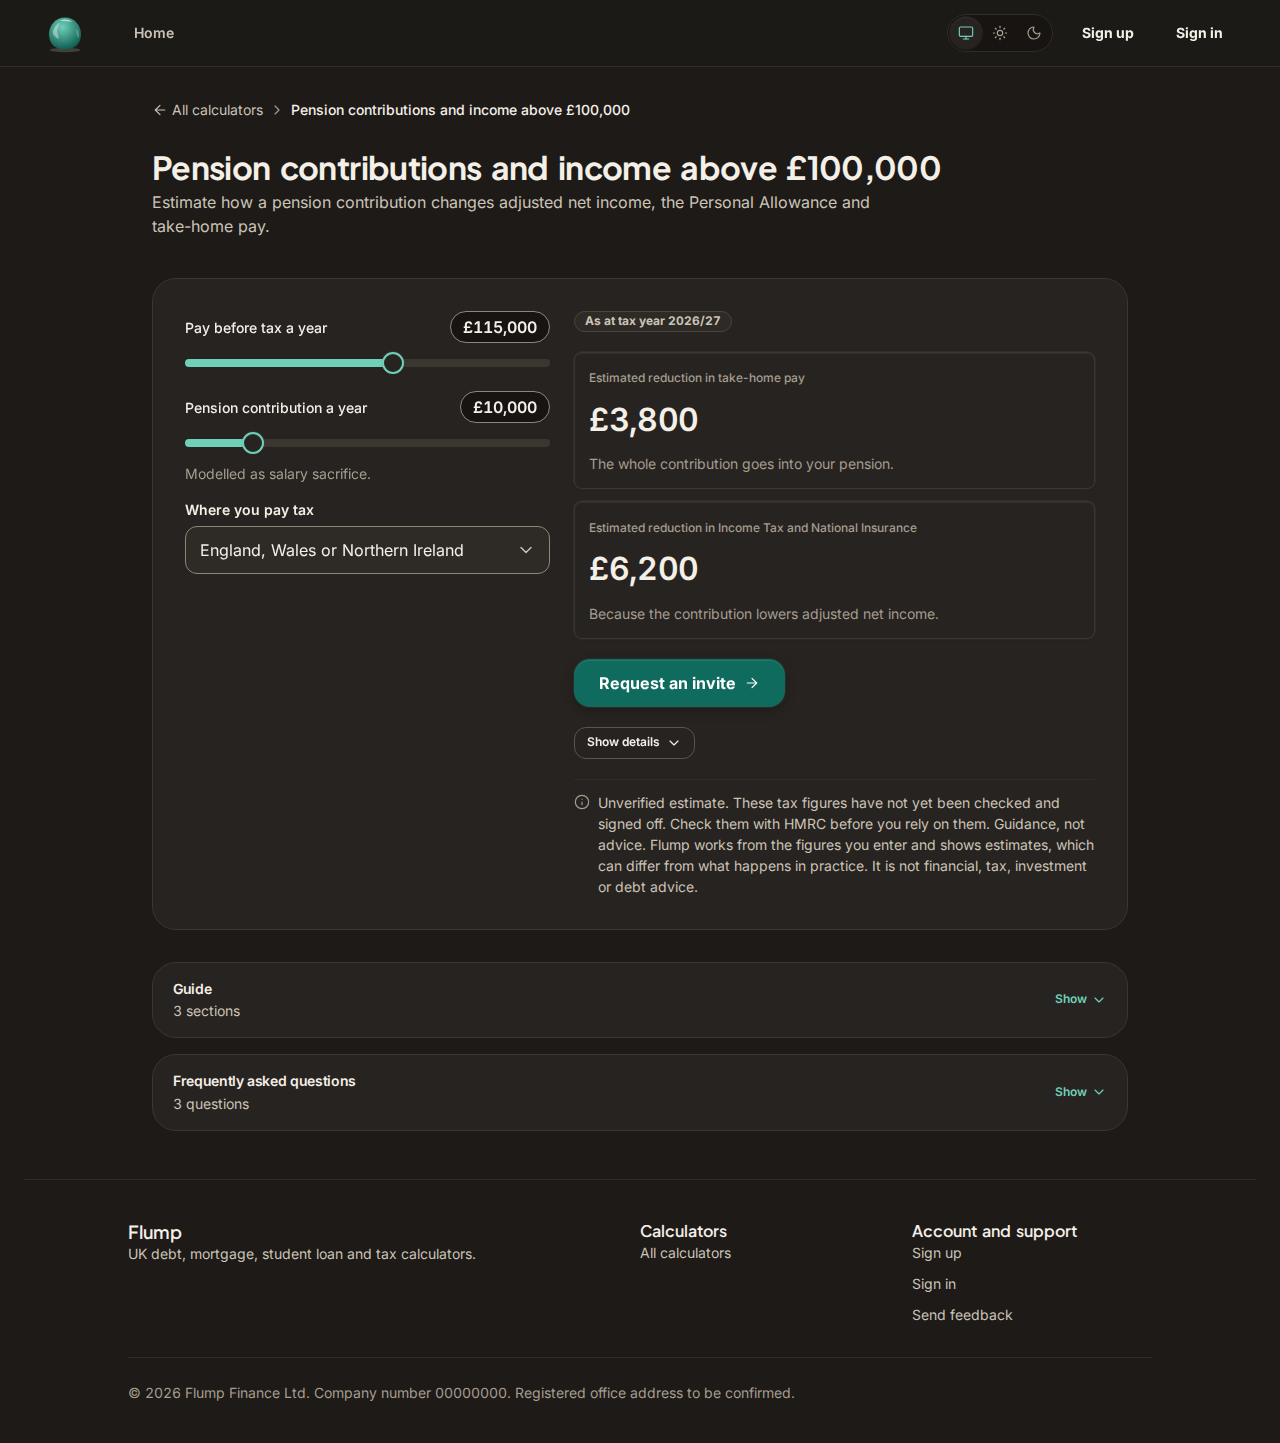 Home
Sign up
Sign in
All calculators
Pension contributions and income above £100,000
Pension contributions and income above £100,000
Estimate how a pension contribution changes adjusted net income, the Personal Allowance and
take-home pay.
Pay before tax a year
£115,000
Pension contribution a year
£10,000
Modelled as salary sacrifice.
Where you pay tax
England, Wales or Northern Ireland
As at tax year 2026/27
Estimated reduction in take-home pay
£3,800
The whole contribution goes into your pension.
Estimated reduction in Income Tax and National Insurance
£6,200
Because the contribution lowers adjusted net income.
Request an invite
Show details
Unverified estimate. These tax figures have not yet been checked and
signed off. Check them with HMRC before you rely on them. Guidance, not
advice. Flump works from the figures you enter and shows estimates, which
can differ from what happens in practice. It is not financial, tax, investment
or debt advice.
Guide
3 sections
Show
Frequently asked questions
3 questions
Show
Flump
UK debt, mortgage, student loan and tax calculators.
Calculators
All calculators
Account and support
Sign up
Sign in
Send feedback
© 2026 Flump Finance Ltd. Company number 00000000. Registered office address to be confirmed.